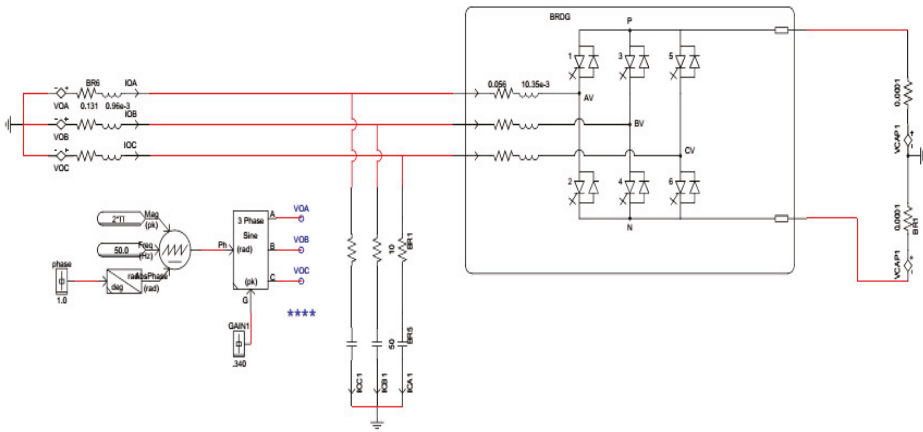 BRDG
P
1
3
5
BR6
IOA
VOA
0.131
0.96e-3
0.056
10.35e-3
AV
IOB
VOB
BV
IOC
VOC
CV
2
4
6
N
0.0001
VCAP1
0.0001
BR1
VCAP1
2*Π
Mag
(pk)
50.0
Freq
(Hz)
phase
1.0
deg
(rad)
Ph
3 Phase
Sine
(rad)
(pk)
A
B
C
G
VOA
VOB
VOC
****
GAIN1
.340
10
BR1
50
BR5
ICC1
ICB1
ICA1